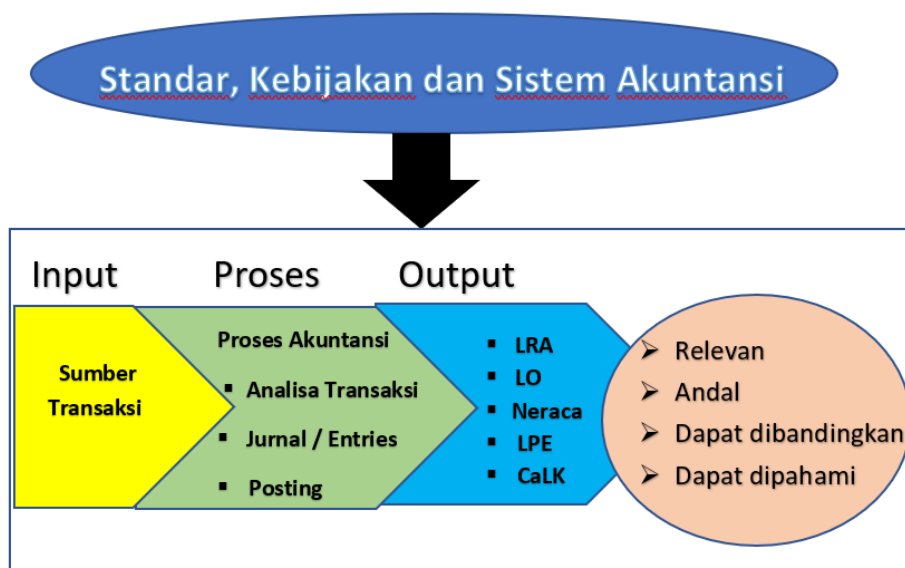 Standar, Kebijakan dan Sistem Akuntansi
Input
Proses
Output
Sumber
Transaksi
Proses Akuntansi
▪ Analisa Transaksi
▪ Jurnal / Entries
▪ Posting
▪ LRA
▪ LO
▪ Neraca
▪ LPE
▪ CaLK
➢ Relevan
➢ Andal
➢ Dapat dibandingkan
➢ Dapat dipahami